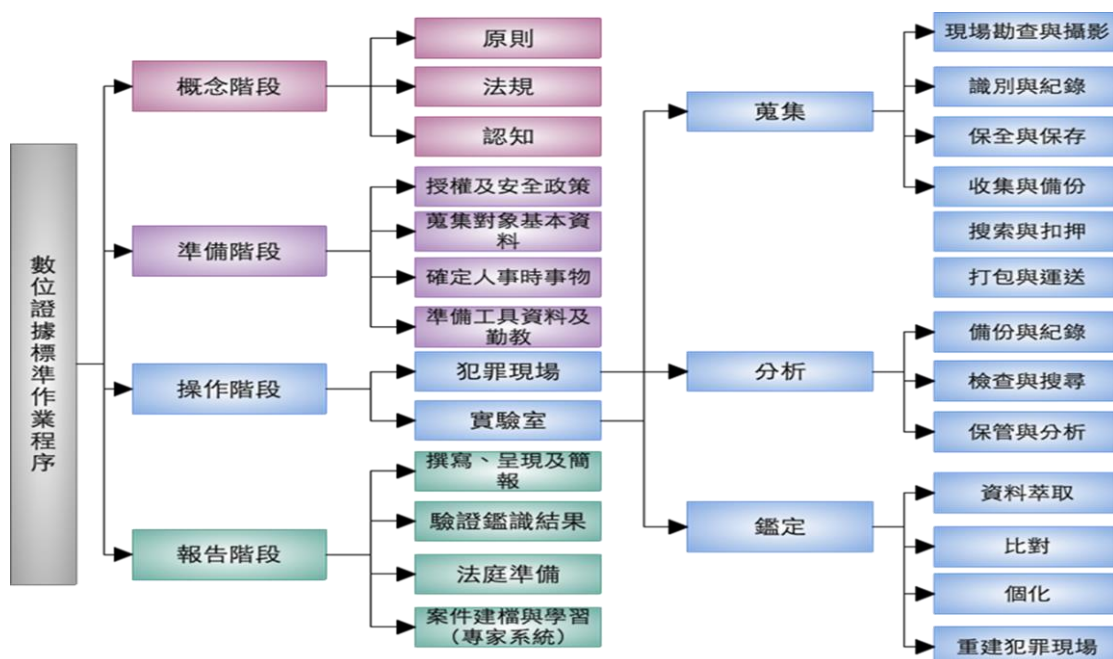 數位證據標準作業程序
概念階段
原則
法規
認知
準備階段
授權及安全政策
蒐集對象基本資
料
確定人事時事物
準備工具資料及
勤教
操作階段
犯罪現場
實驗室
報告階段
撰寫、呈現及簡
報
驗證鑑識結果
法庭準備
案件建檔與學習
(專家系統)
蒐集
現場勘查與攝影
識別與紀錄
保全與保存
收集與備份
搜索與扣押
打包與運送
分析
備份與紀錄
檢查與搜尋
保管與分析
鑑定
資料萃取
比對
個化
重建犯罪現場